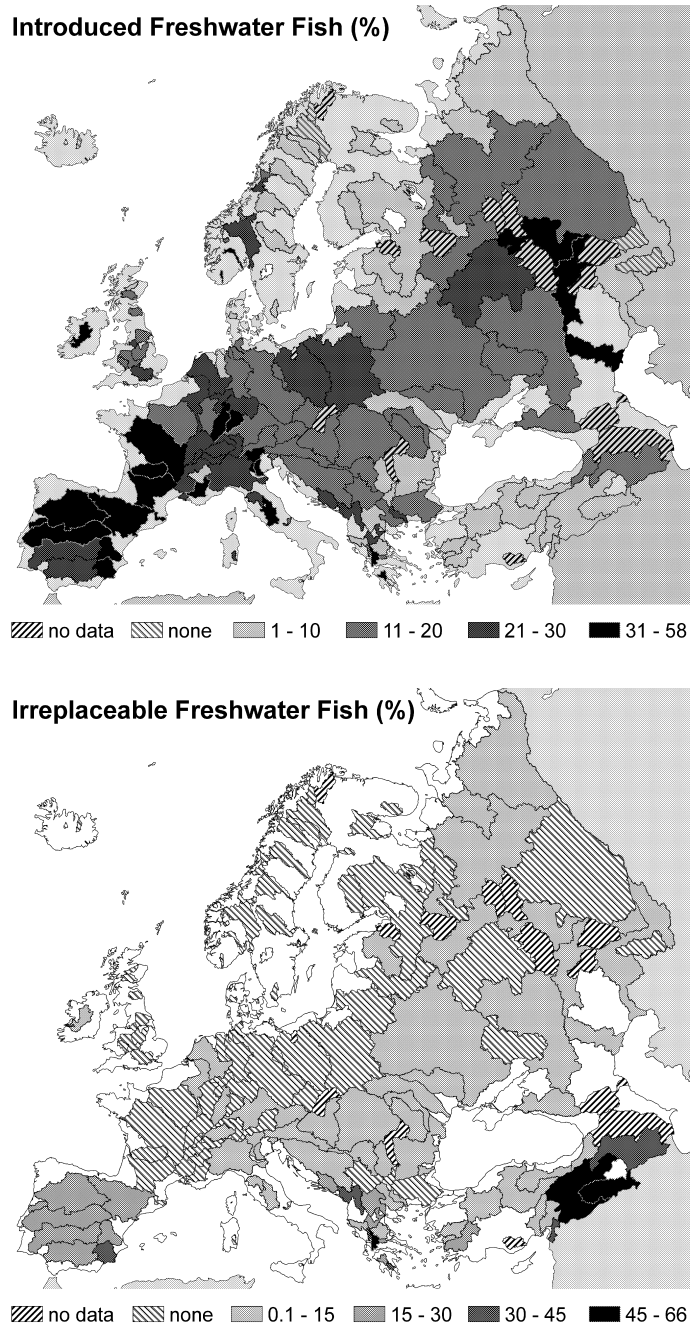 Introduced Freshwater Fish (%)
no data none 1 - 10 11 - 20 21 - 30 31 - 58
Irreplaceable Freshwater Fish (%)
no data none 0.1 - 15 15 - 30 30 - 45 45 - 66